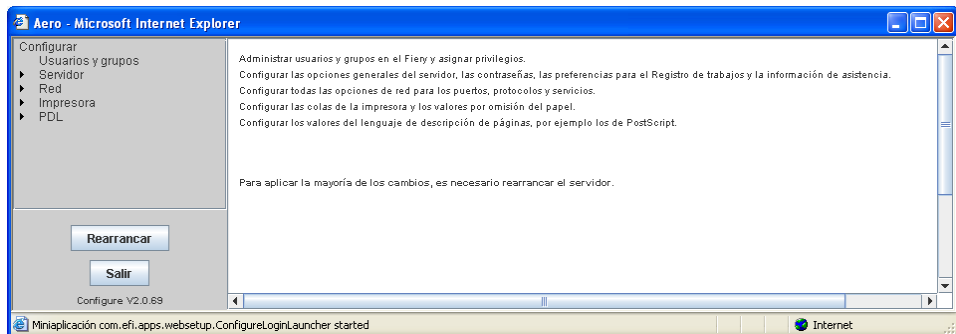 Aero - Microsoft Internet Explorer
Configurar
Usuarios y grupos
Servidor
Red
Impresora
PDL
Administrar usuarios y grupos en el Fiery y asignar privilegios.
Configurar las opciones generales del servidor, las contraseñas, las preferencias para el Registro de trabajos y la información de asistencia.
Configurar todas las opciones de red para los puertos, protocolos y servicios.
Configurar las colas de la impresora y los valores por omisión del papel.
Configurar los valores del lenguaje de descripción de páginas, por ejemplo los de PostScript.
Para aplicar la mayoría de los cambios, es necesario rearrancar el servidor.
Rearrancar
Salir
Configure V2.0.69
Miniaplicación com.efi.apps.websetup.ConfigureLoginLauncher started
Internet